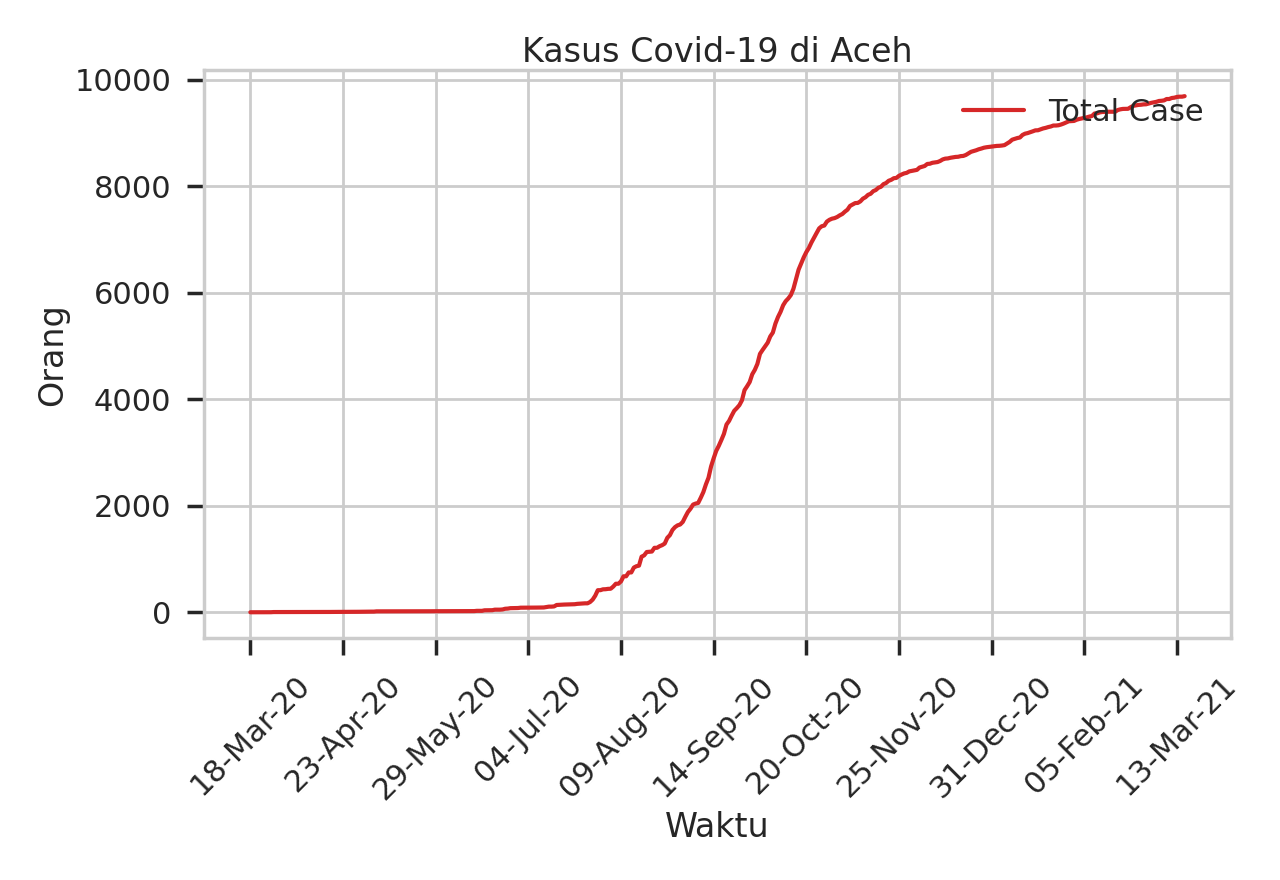 Kasus Covid-19 di Aceh
10000
8000
6000
4000
2000
0
Orang
Total Case
18-Mar-20
23-Apr-20
29-May-20
04-Jul-20
09-Aug-20
14-Sep-20
20-Oct-20
25-Nov-20
31-Dec-20
05-Feb-21
13-Mar-21
Waktu